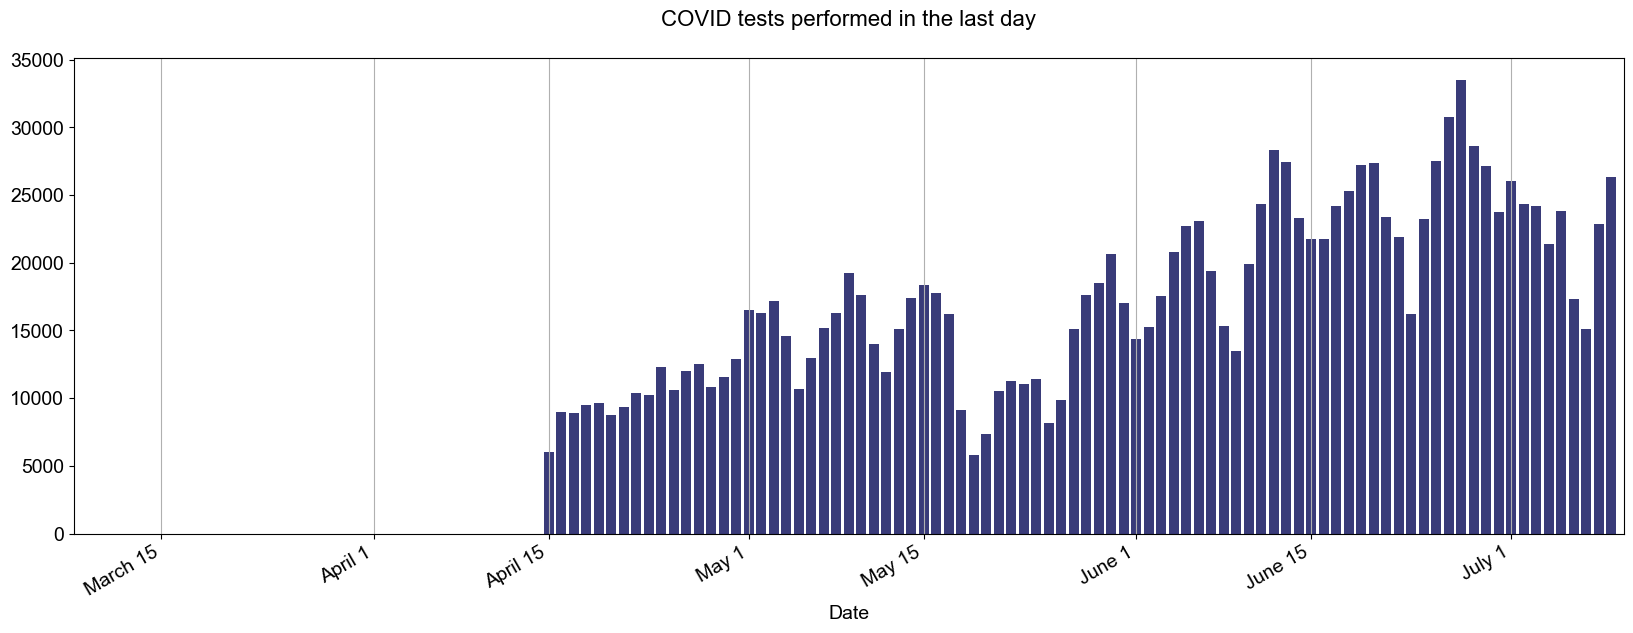 COVID tests performed in the last day
35000
30000
25000
20000
15000
10000
5000
0
March 15
April 1
April 15
May 1
May 15
June 1
June 15
July 1
Date